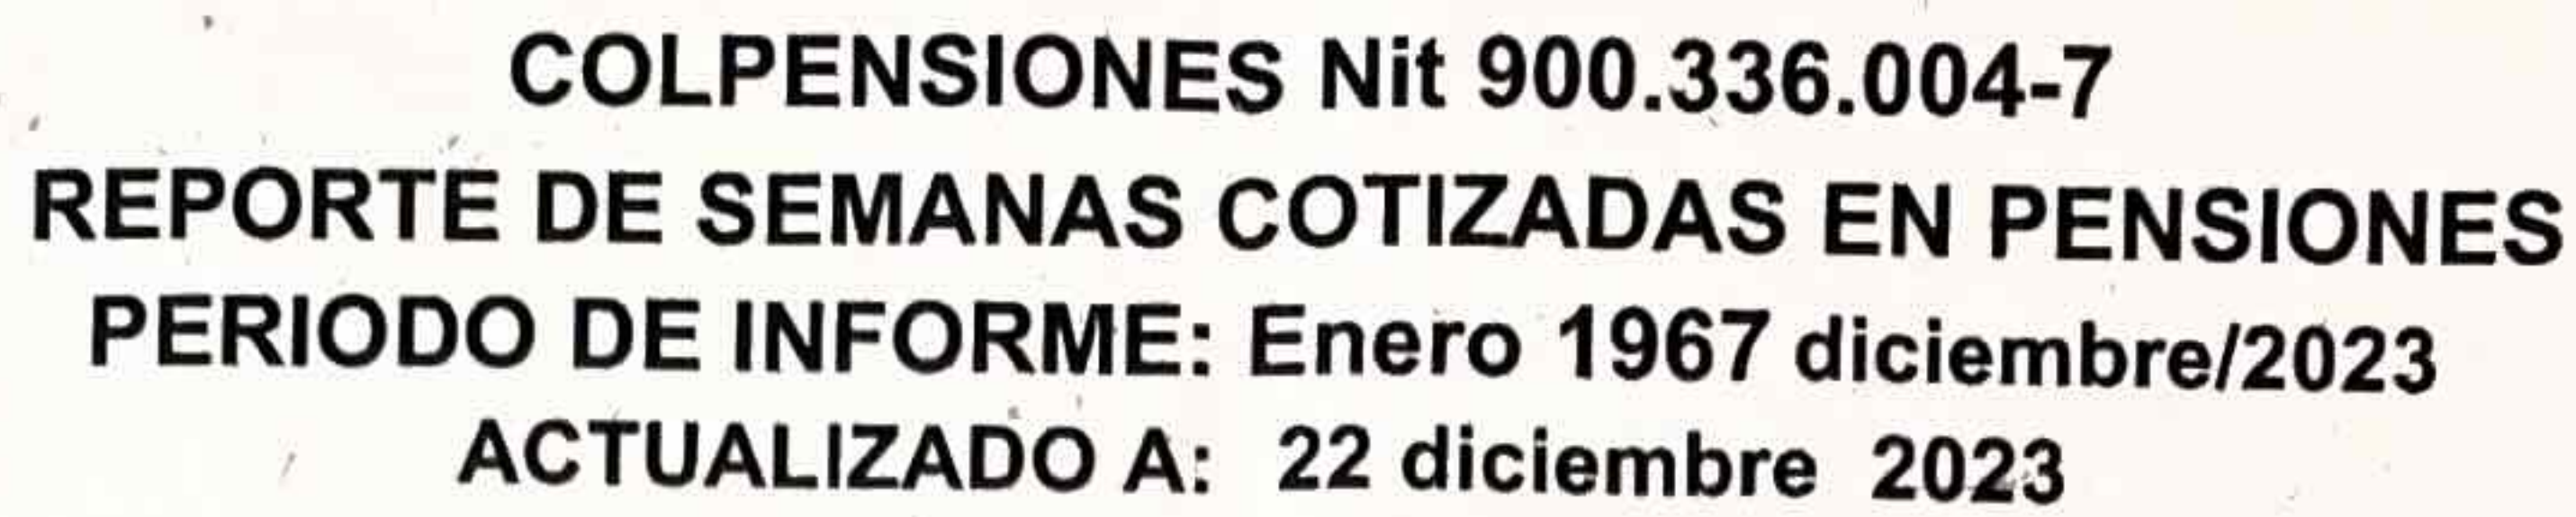 COLPENSIONES Nit 900.336.004-7
REPORTE DE SEMANAS COTIZADAS EN PENSIONES
PERIODO DE INFORME: Enero 1967 diciembre/2023
ACTUALIZADO A: 22 diciembre 2023